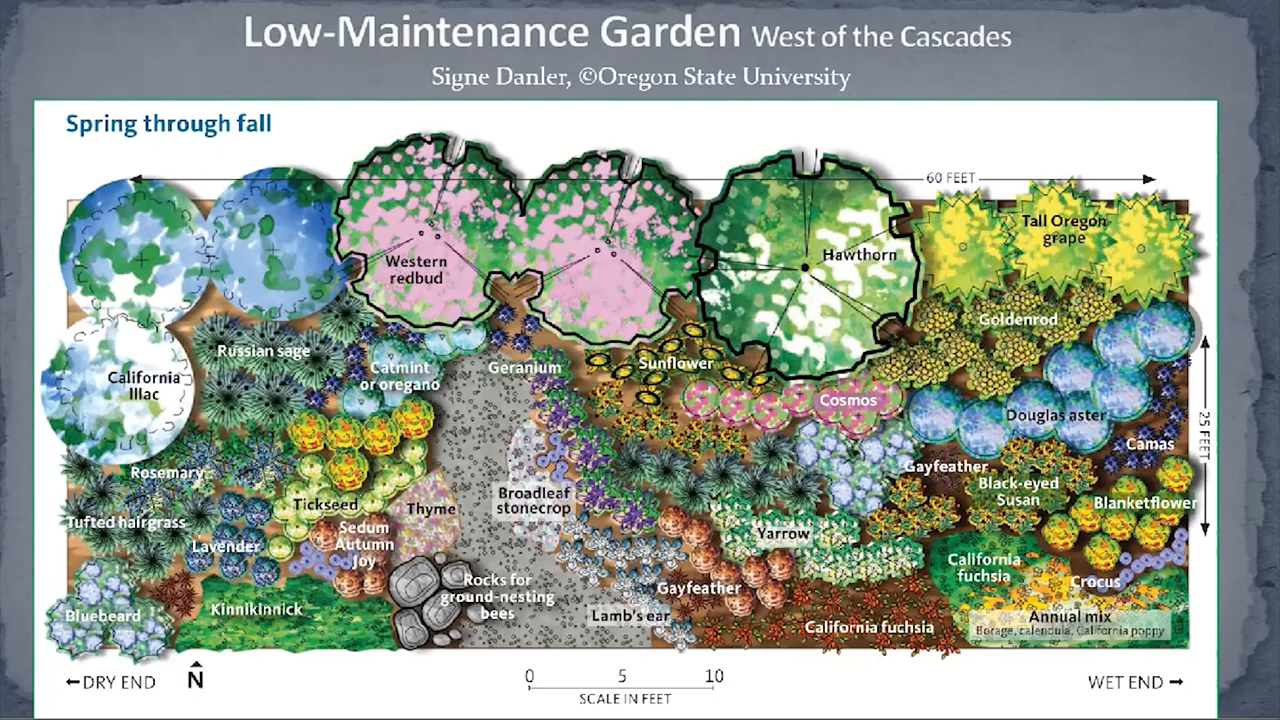 Low-Maintenance Garden West of the Cascades
Signe Danler, ©Oregon State University
Spring through fall
60 FEET
Tall Oregon
grape
Western
redbud
Hawthorn
Goldenrod
Russian sage
Catmint
or oregano
Geranium
Sunflower
California
lilac
Cosmos
Douglas aster
25 FEET
Camas
Rosemary
Gayfeather
Black-eyed
Susan
Tickseed
Thyme
Broadleaf
stonecrop
Blanketflower
Tufted hairgrass
Sedum
Autumn
Joy
Yarrow
Lavender
California
fuchsia
Crocus
Rocks for
ground-nesting
bees
Gayfeather
Bluebeard
Kinnikinnick
Lamb's ear
California fuchsia
Annual mix
Borage, calendula, California poppy
←DRY END
N
0 5 10
SCALE IN FEET
WET END →